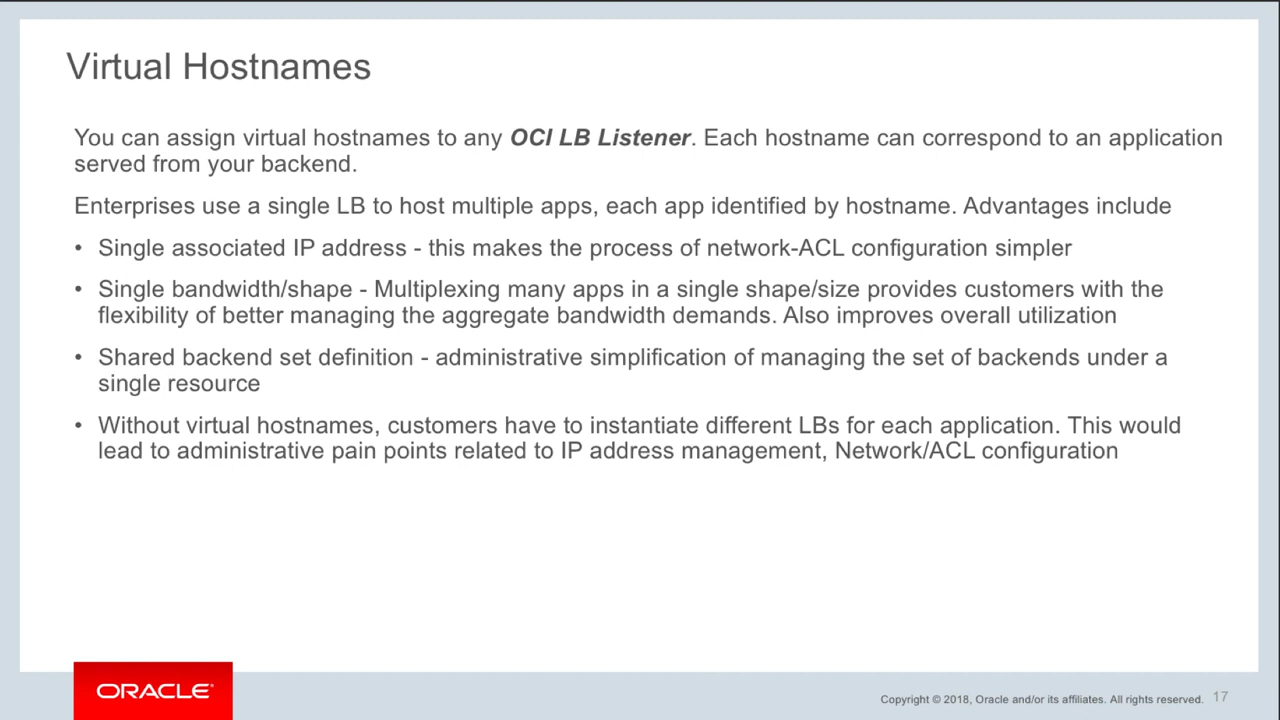 Virtual Hostnames
You can assign virtual hostnames to any OCI LB Listener. Each hostname can correspond to an application
served from your backend.
Enterprises use a single LB to host multiple apps, each app identified by hostname. Advantages include
• Single associated IP address - this makes the process of network-ACL configuration simpler
• Single bandwidth/shape - Multiplexing many apps in a single shape/size provides customers with the
flexibility of better managing the aggregate bandwidth demands. Also improves overall utilization
• Shared backend set definition - administrative simplification of managing the set of backends under a
single resource
• Without virtual hostnames, customers have to instantiate different LBs for each application. This would
lead to administrative pain points related to IP address management, Network/ACL configuration
ORACLE®
Copyright © 2018, Oracle and/or its affiliates. All rights reserved. 17